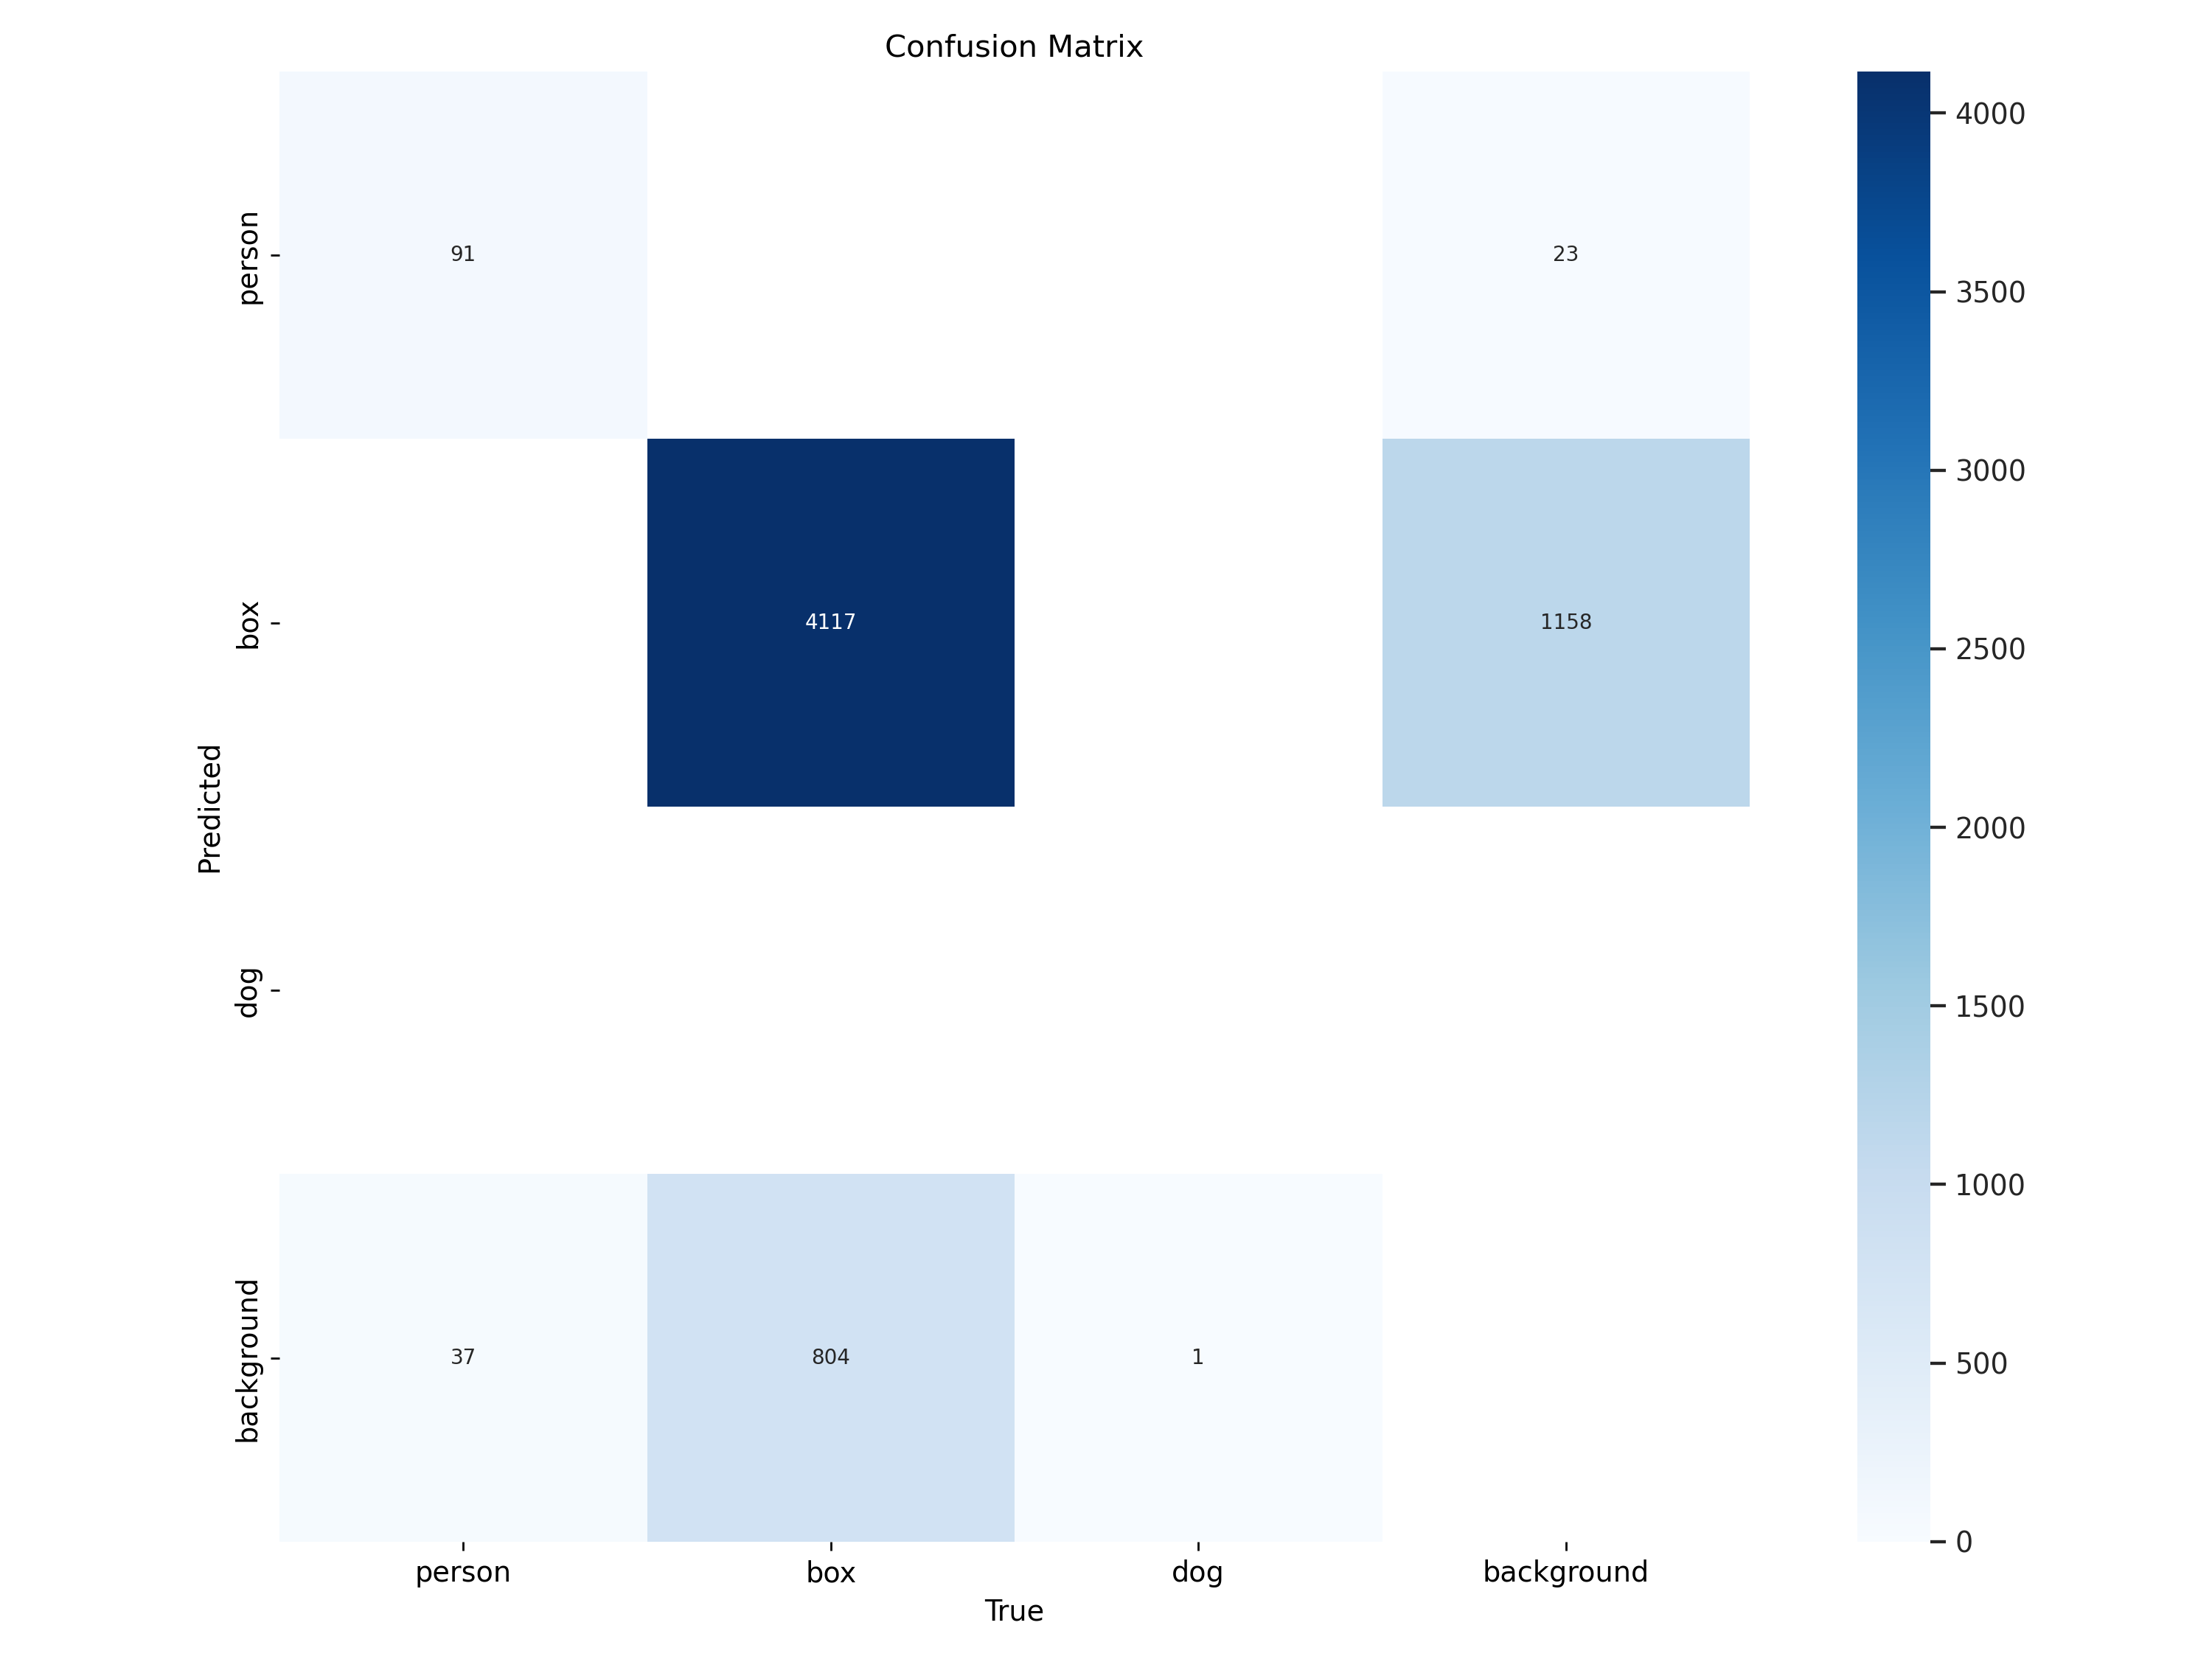 Confusion Matrix
person
box
dog
background
Predicted
91
23
4117
1158
37
804
1
person
box
dog
background
True
4000
3500
3000
2500
2000
1500
1000
500
0